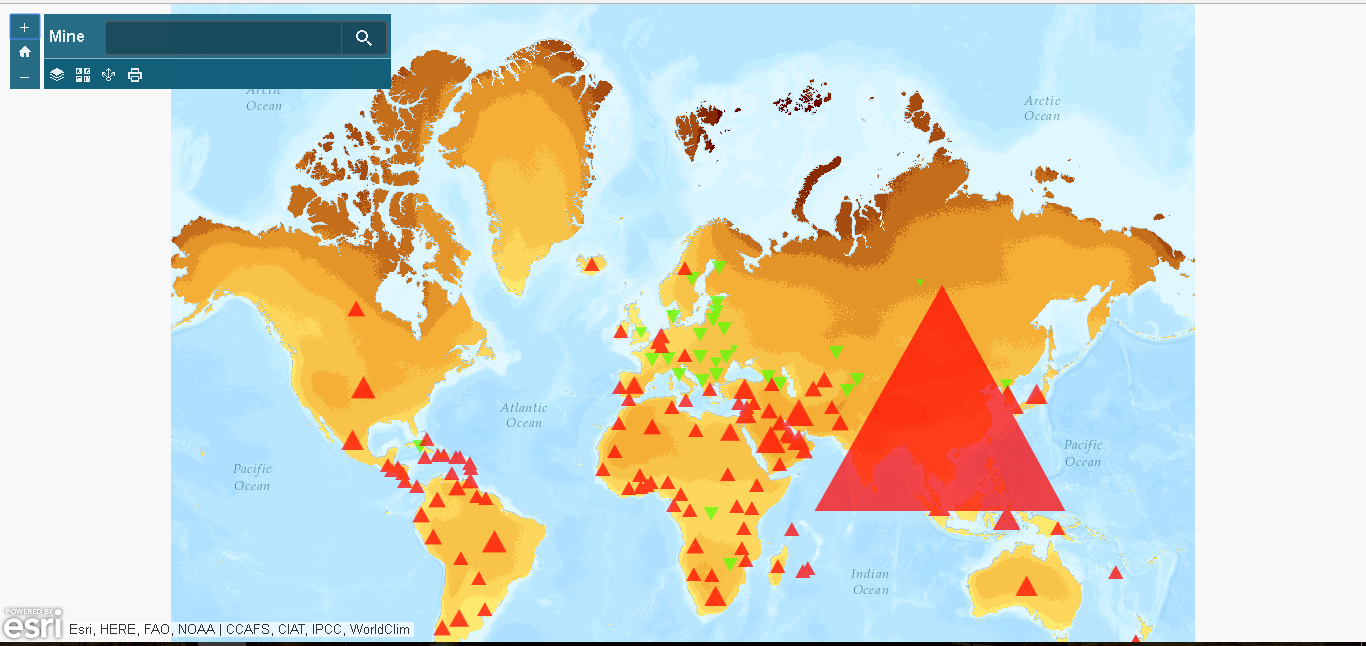 +
Mine
−
Arctic
Ocean
Arctic
Ocean
Atlantic
Ocean
Pacific
Ocean
Pacific
Ocean
Indian
Ocean
POWERED BY
esri
Esri, HERE, FAO, NOAA | CCAFS, CIAT, IPCC, WorldClim